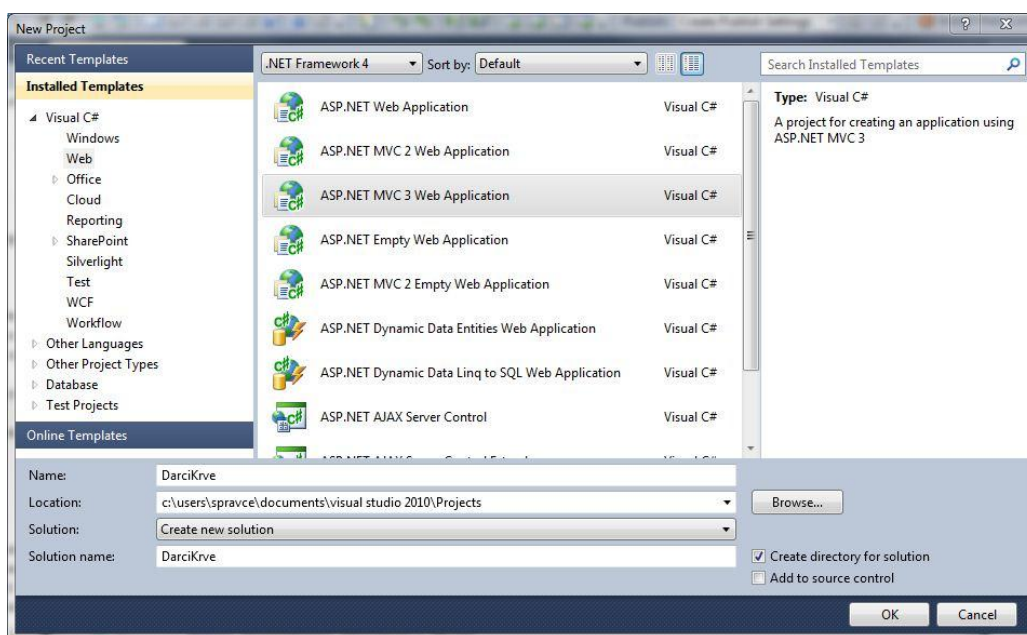 New Project
Recent Templates
.NET Framework 4 Sort by: Default Search Installed Templates
Installed Templates
Visual C#
Windows
Web
Office
Cloud
Reporting
SharePoint
Silverlight
Test
WCF
Workflow
Other Languages
Other Project Types
Database
Test Projects
Online Templates
ASP.NET Web Application Visual C#
ASP.NET MVC 2 Web Application Visual C#
ASP.NET MVC 3 Web Application Visual C#
ASP.NET Empty Web Application Visual C#
ASP.NET MVC 2 Empty Web Application Visual C#
ASP.NET Dynamic Data Entities Web Application Visual C#
ASP.NET Dynamic Data Linq to SQL Web Application Visual C#
ASP.NET AJAX Server Control Visual C#
Type: Visual C#
A project for creating an application using
ASP.NET MVC 3
Name: DarciKrve
Location: c:\users\spravce\documents\visual studio 2010\Projects Browse...
Solution: Create new solution
Solution name: DarciKrve Create directory for solution
Add to source control
OK Cancel